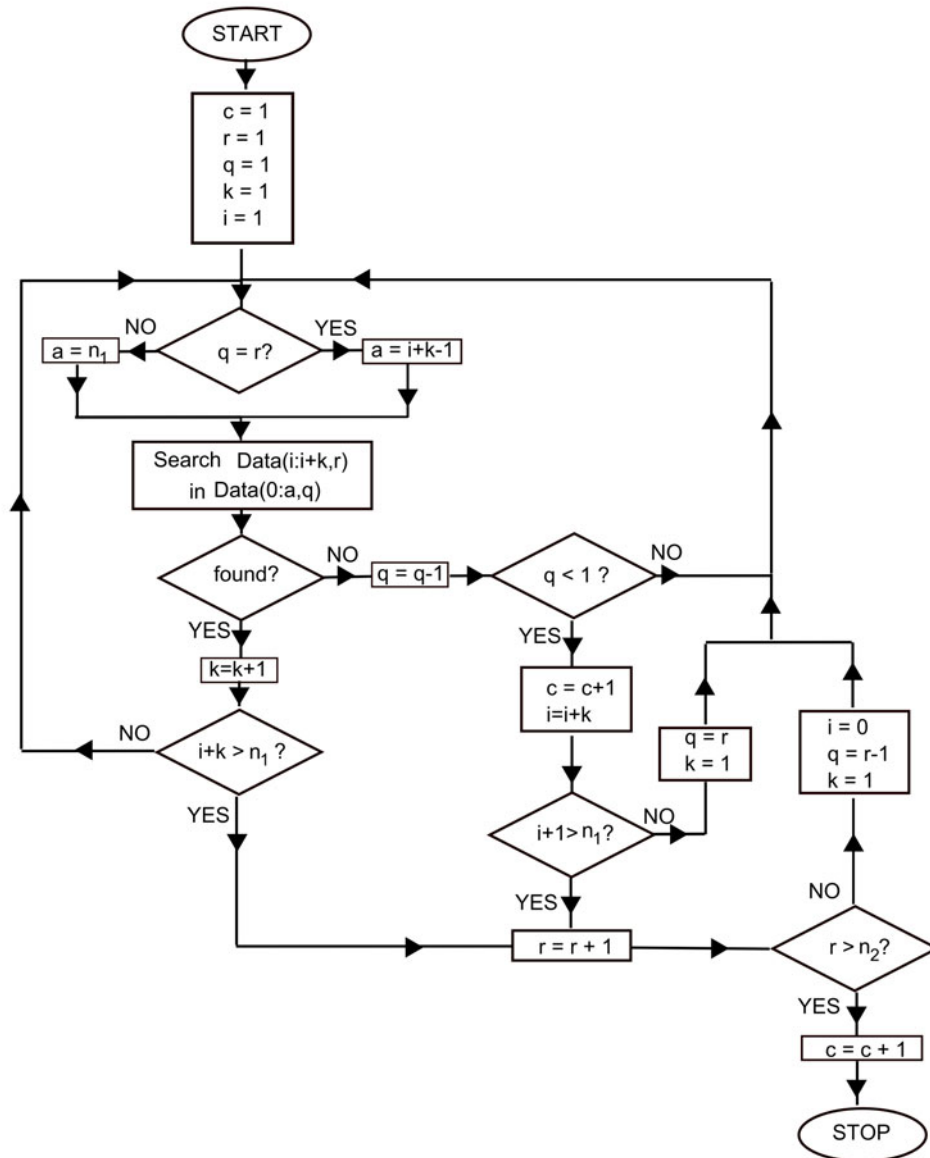 START
c = 1
r = 1
q = 1
k = 1
i = 1
NO
YES
a = n₁
q = r?
a = i+k-1
Search Data(i:i+k,r)
in Data(0:a,q)
found?
NO
q = q-1
q < 1 ?
NO
YES
k=k+1
YES
c = c+1
i=i+k
NO
i+k > n₁ ?
YES
q = r
k = 1
i = 0
q = r-1
k = 1
i+1> n₁?
NO
YES
NO
r = r + 1
r > n₂?
YES
c = c + 1
STOP